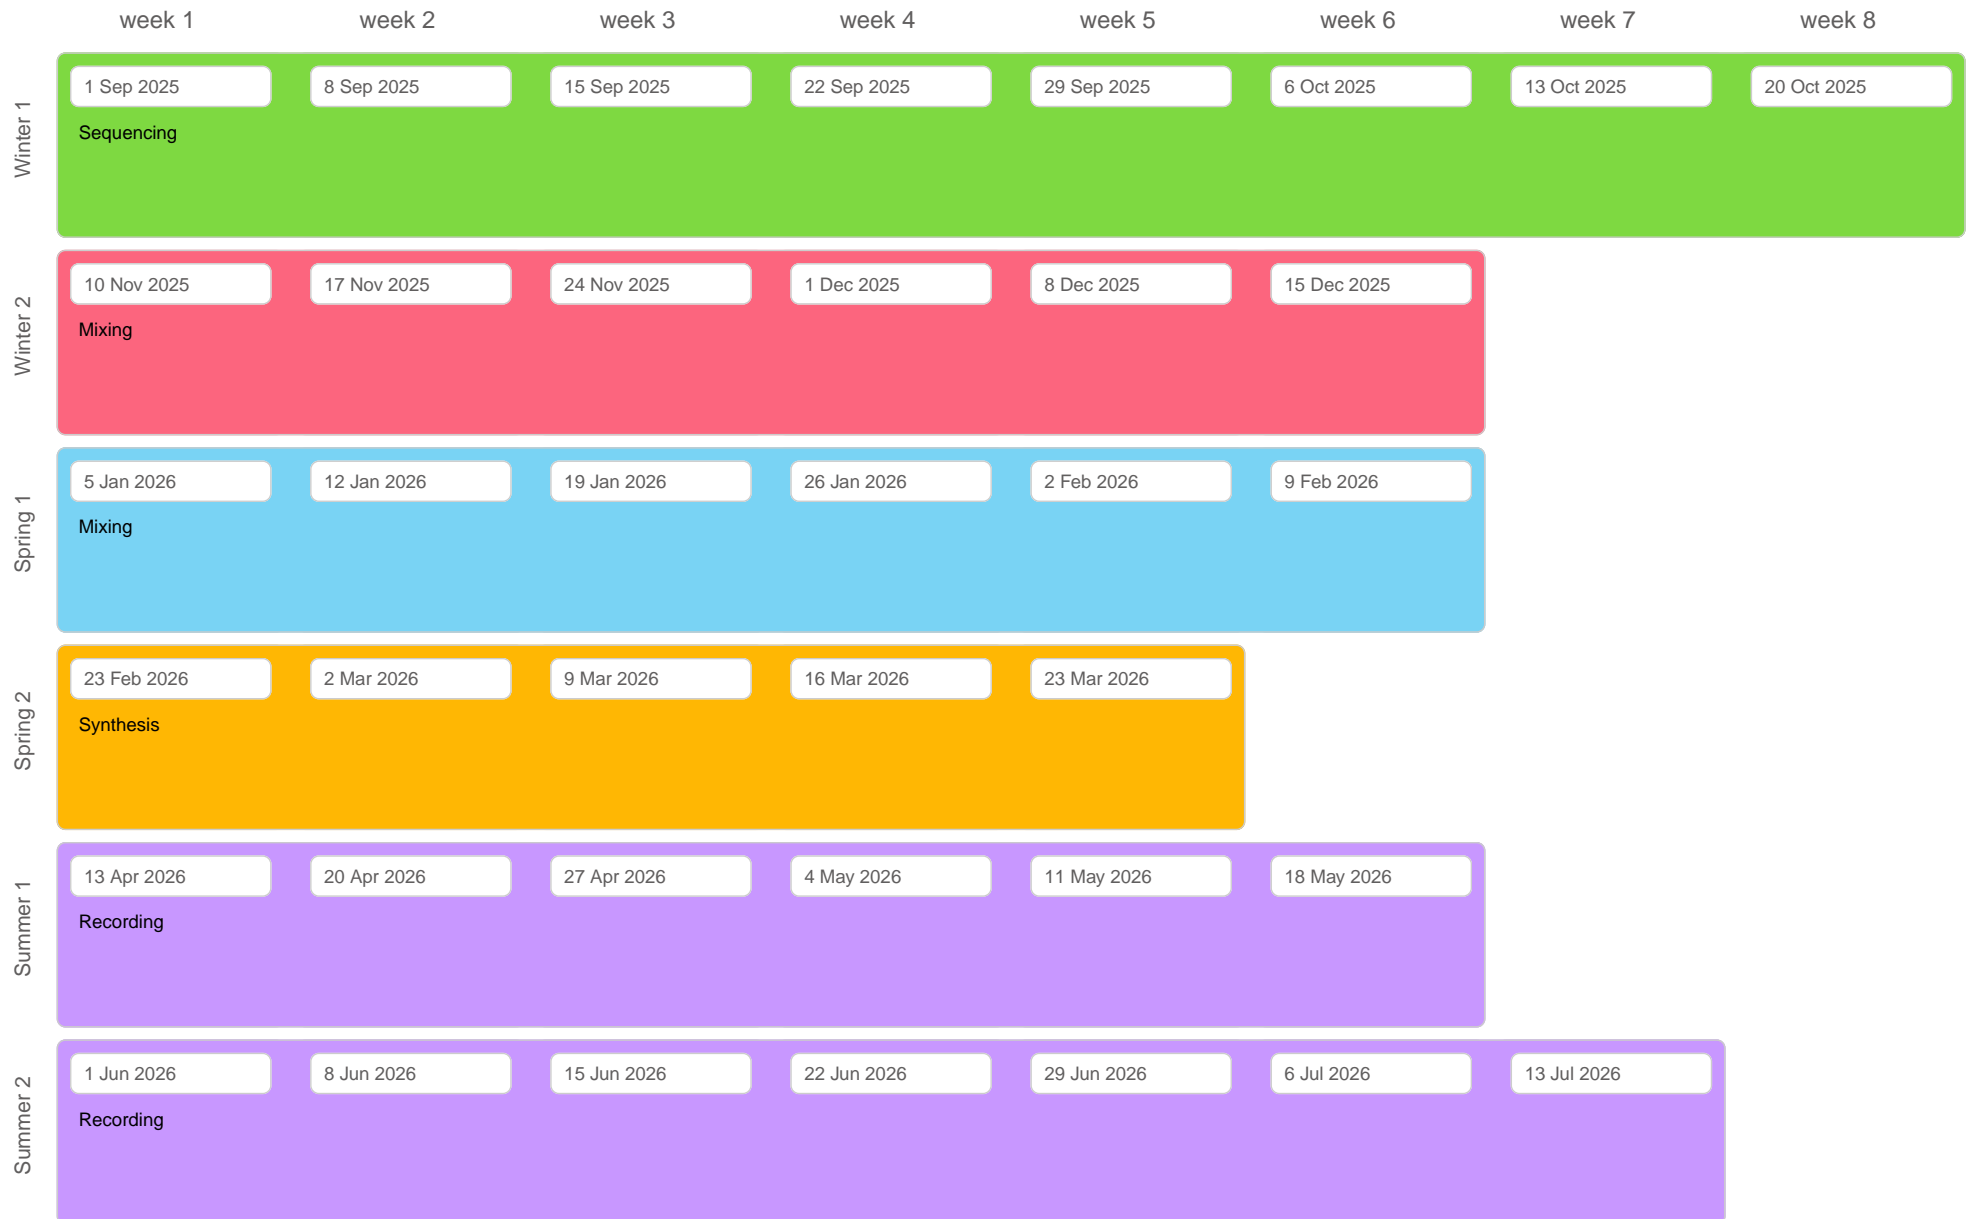 week 1 week 2 week 3 week 4 week 5 week 6 week 7 week 8
Winter 1
1 Sep 2025 8 Sep 2025 15 Sep 2025 22 Sep 2025 29 Sep 2025 6 Oct 2025 13 Oct 2025 20 Oct 2025
Sequencing
Winter 2
10 Nov 2025 17 Nov 2025 24 Nov 2025 1 Dec 2025 8 Dec 2025 15 Dec 2025
Mixing
Spring 1
5 Jan 2026 12 Jan 2026 19 Jan 2026 26 Jan 2026 2 Feb 2026 9 Feb 2026
Mixing
Spring 2
23 Feb 2026 2 Mar 2026 9 Mar 2026 16 Mar 2026 23 Mar 2026
Synthesis
Summer 1
13 Apr 2026 20 Apr 2026 27 Apr 2026 4 May 2026 11 May 2026 18 May 2026
Recording
Summer 2
1 Jun 2026 8 Jun 2026 15 Jun 2026 22 Jun 2026 29 Jun 2026 6 Jul 2026 13 Jul 2026
Recording